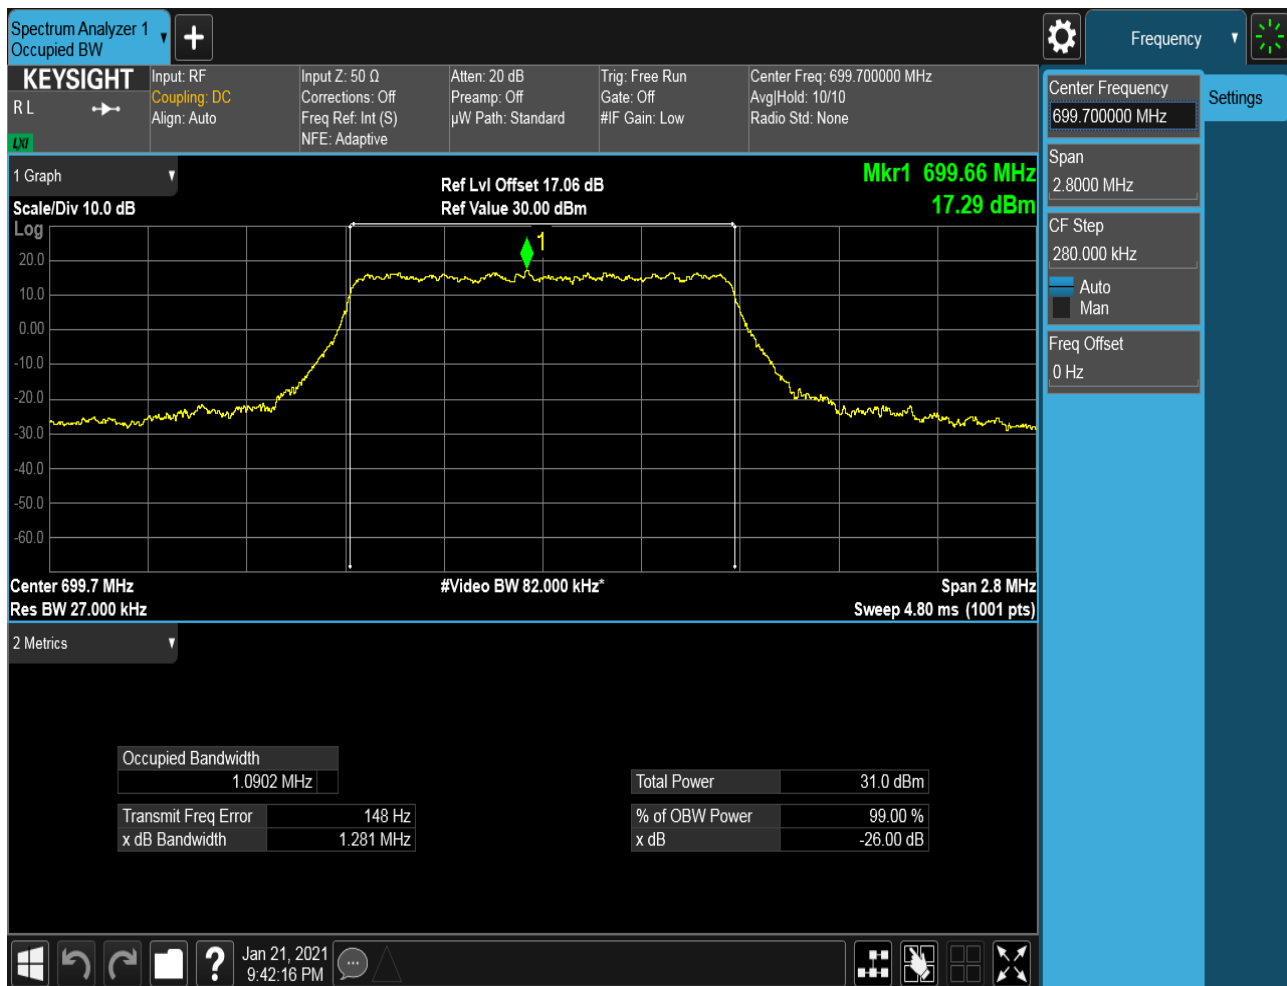 Spectrum Analyzer 1
Occupied BW
Frequency
KEYSIGHT
R L
LXI
Input: RF
Coupling: DC
Align: Auto
Input Z: 50 Ω
Corrections: Off
Freq Ref: Int (S)
NFE: Adaptive
Atten: 20 dB
Preamp: Off
µW Path: Standard
Trig: Free Run
Gate: Off
#IF Gain: Low
Center Freq: 699.700000 MHz
Avg|Hold: 10/10
Radio Std: None
Center Frequency
699.700000 MHz
Settings
Span
2.8000 MHz
CF Step
280.000 kHz
Auto
Man
Freq Offset
0 Hz
1 Graph
Ref Lvl Offset 17.06 dB
Mkr1 699.66 MHz
Scale/Div 10.0 dB
Ref Value 30.00 dBm
17.29 dBm
Log
1
20.0
10.0
0.00
-10.0
-20.0
-30.0
-40.0
-50.0
-60.0
Center 699.7 MHz
#Video BW 82.000 kHz*
Span 2.8 MHz
Res BW 27.000 kHz
Sweep 4.80 ms (1001 pts)
2 Metrics
Occupied Bandwidth
1.0902 MHz
Total Power 31.0 dBm
Transmit Freq Error 148 Hz
% of OBW Power 99.00 %
x dB Bandwidth 1.281 MHz
x dB -26.00 dB
?
Jan 21, 2021
9:42:16 PM